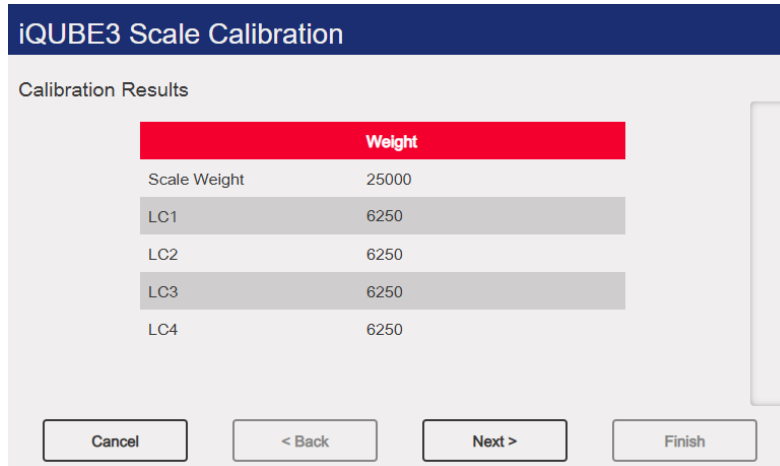 iQUBE3 Scale Calibration
Calibration Results
Weight
Scale Weight 25000
LC1 6250
LC2 6250
LC3 6250
LC4 6250
Cancel < Back Next > Finish